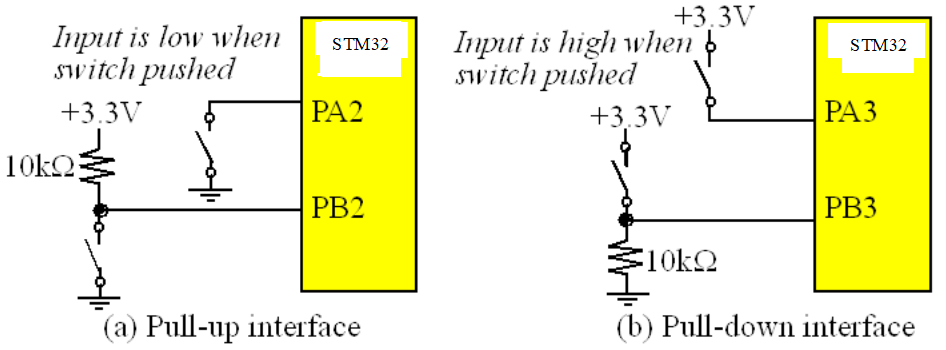 Input is low when
switch pushed
+3.3V
10kΩ
STM32
PA2
PB2
(a) Pull-up interface
+3.3V
Input is high when
switch pushed
+3.3V
STM32
PA3
PB3
10kΩ
(b) Pull-down interface